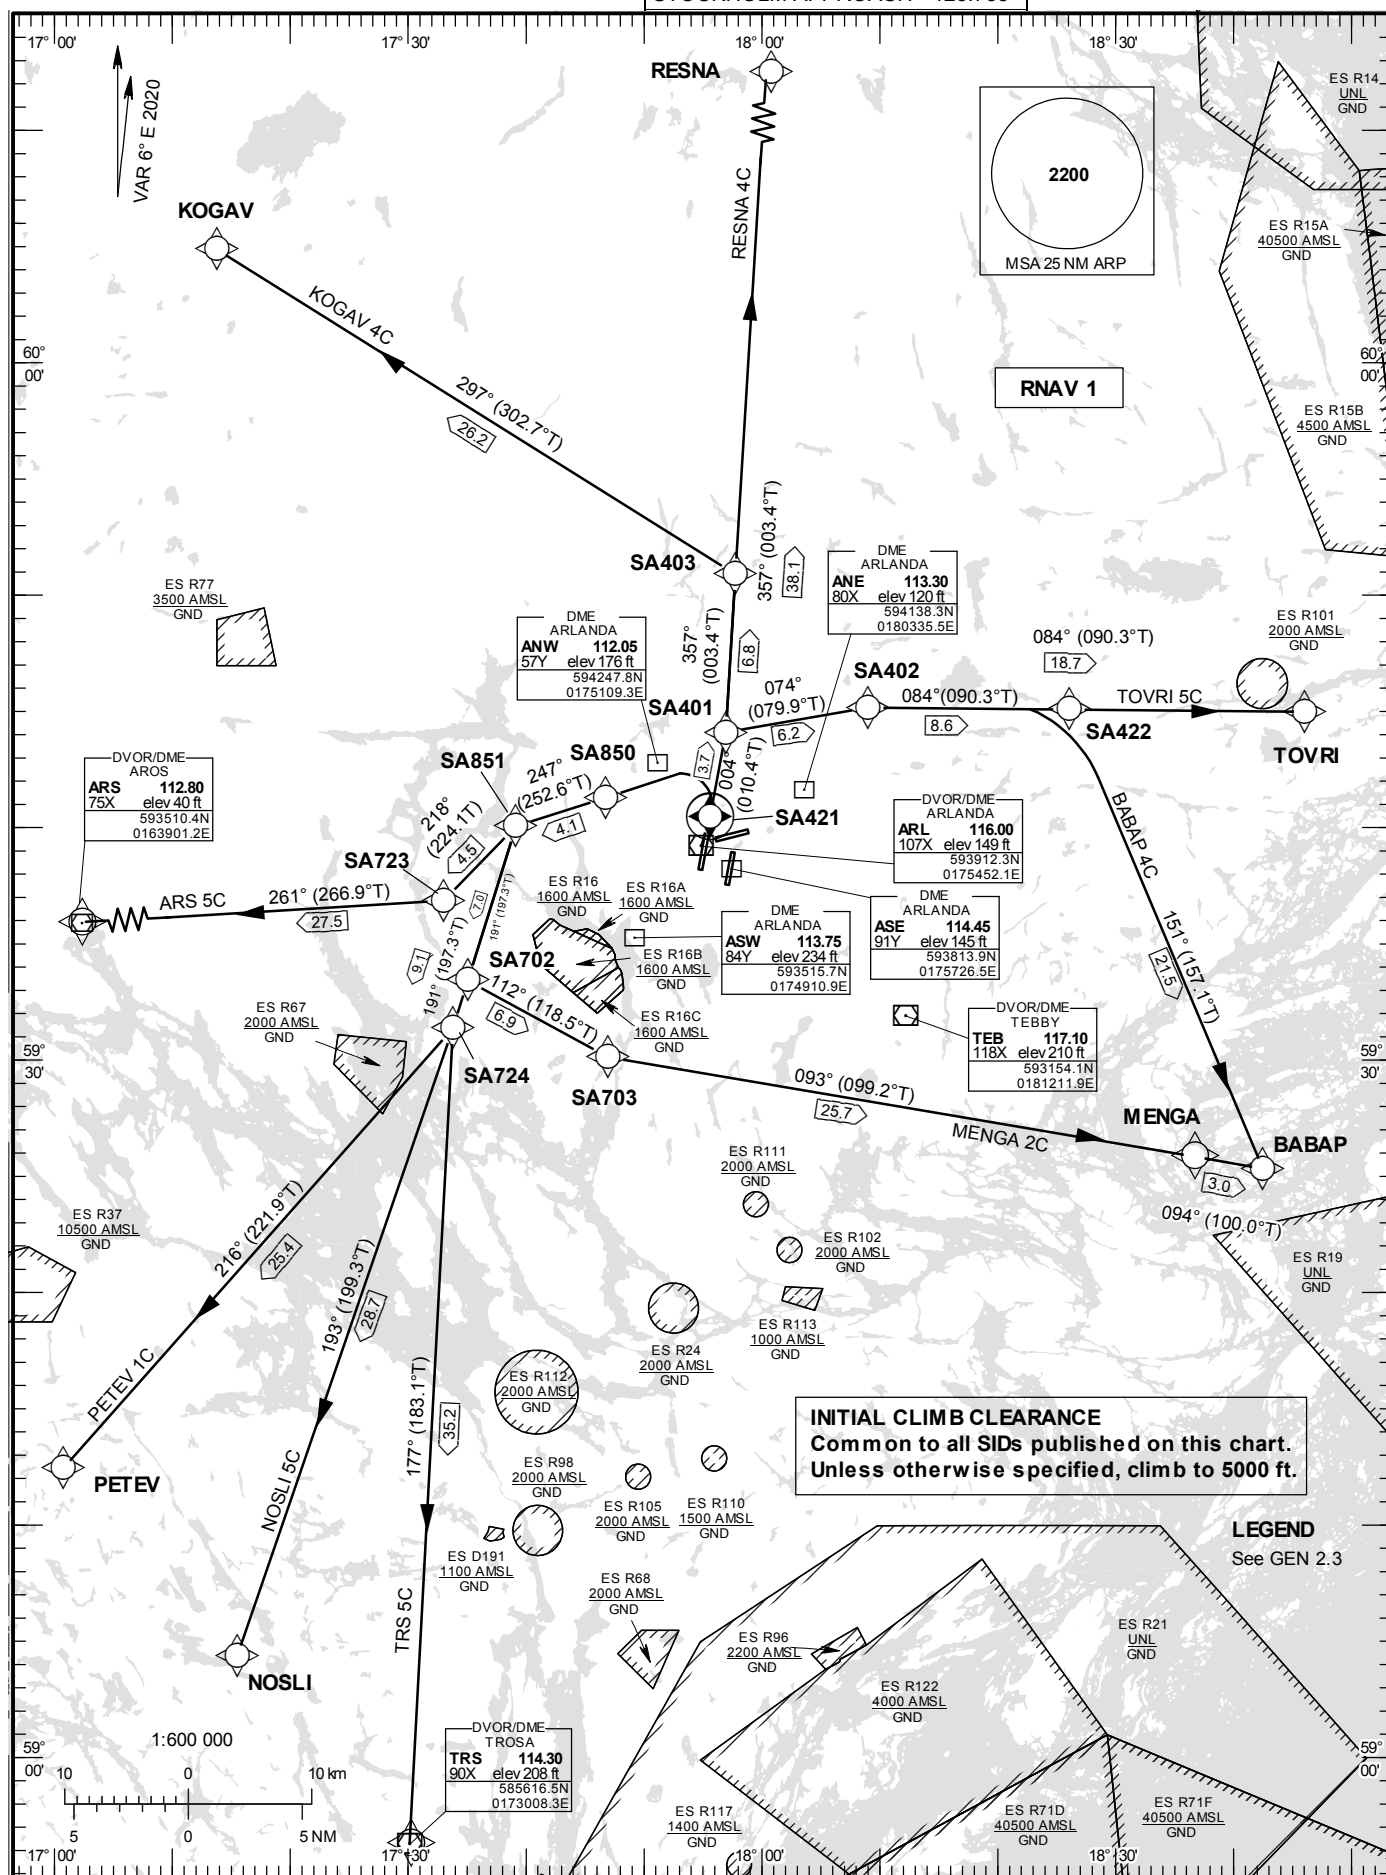 17° 00'
17° 30'
18° 00'
18° 30'
VAR 6° E 2020
RESNA
2200
MSA 25 NM ARP
ES R14
UNL
GND
KOGAV
RESNA 4C
ES R15A
40500 AMSL
GND
KOGAV 4C
60°
00'
60°
00'
RNAV 1
297° (302.7°T)
26.2
ES R15B
4500 AMSL
GND
SA403
357° (003.4°T)
38.1
DME
ARLANDA
ANE 113.30
80X elev 120 ft
594138.3N
0180335.5E
ES R77
3500 AMSL
GND
DME
ARLANDA
ANW 112.05
57Y elev 176 ft
594247.8N
0175109.3E
357°
(003.4°T)
6.8
ES R101
2000 AMSL
GND
084° (090.3°T)
18.7
SA402
SA401
074°
(079.9°T)
6.2
084°(090.3°T)
8.6
TOVRI 5C
SA422
TOVRI
DVOR/DME
AROS
ARS 112.80
75X elev 40 ft
593510.4N
0163901.2E
SA851
SA850
247°
(252.6°T)
4.1
3.7
004°
(010.4°T)
SA421
218°
(224.1T)
4.5
DVOR/DME
ARLANDA
ARL 116.00
107X elev 149 ft
593912.3N
0175452.1E
BABAP 4C
SA723
ARS 5C
261° (266.9°T)
27.5
7.0
191° (197.3°T)
ES R16
1600 AMSL
GND
ES R16A
1600 AMSL
GND
DME
ARLANDA
ASW 113.75
84Y elev 234 ft
593515.7N
0174910.9E
DME
ARLANDA
ASE 114.45
91Y elev 145 ft
593813.9N
0175726.5E
151° (157.1°T)
21.5
9.1
191° (197.3°T)
SA702
ES R16B
1600 AMSL
GND
112° (118.5°T)
6.9
ES R16C
1600 AMSL
GND
ES R67
2000 AMSL
GND
DVOR/DME
TEBBY
TEB 117.10
118X elev 210 ft
593154.1N
0181211.9E
59°
30'
SA724
SA703
093° (099.2°T)
25.7
MENGA 2C
MENGA
BABAP
3.0
094° (100.0°T)
ES R111
2000 AMSL
GND
ES R37
10500 AMSL
GND
216° (221.9°T)
25.4
193° (199.3°T)
28.7
ES R102
2000 AMSL
GND
ES R19
UNL
GND
ES R113
1000 AMSL
GND
ES R24
2000 AMSL
GND
PETEV 1C
177° (183.1°T)
35.2
ES R112
2000 AMSL
GND
INITIAL CLIMB CLEARANCE
Common to all SIDs published on this chart.
Unless otherwise specified, climb to 5000 ft.
PETEV
NOSLI 5C
ES R98
2000 AMSL
GND
ES R105
2000 AMSL
GND
ES R110
1500 AMSL
GND
LEGEND
See GEN 2.3
ES D191
1100 AMSL
GND
ES R68
2000 AMSL
GND
TRS 5C
ES R96
2200 AMSL
GND
ES R21
UNL
GND
NOSLI
ES R122
4000 AMSL
GND
1:600 000
10 0 10 km
5 0 5 NM
DVOR/DME
TROSA
TRS 114.30
90X elev 208 ft
585616.5N
0173008.3E
59°
00'
59°
00'
59°
30'
ES R117
1400 AMSL
GND
ES R71D
40500 AMSL
GND
ES R71F
40500 AMSL
GND
17° 00'
17° 30'
18° 00'
18° 30'